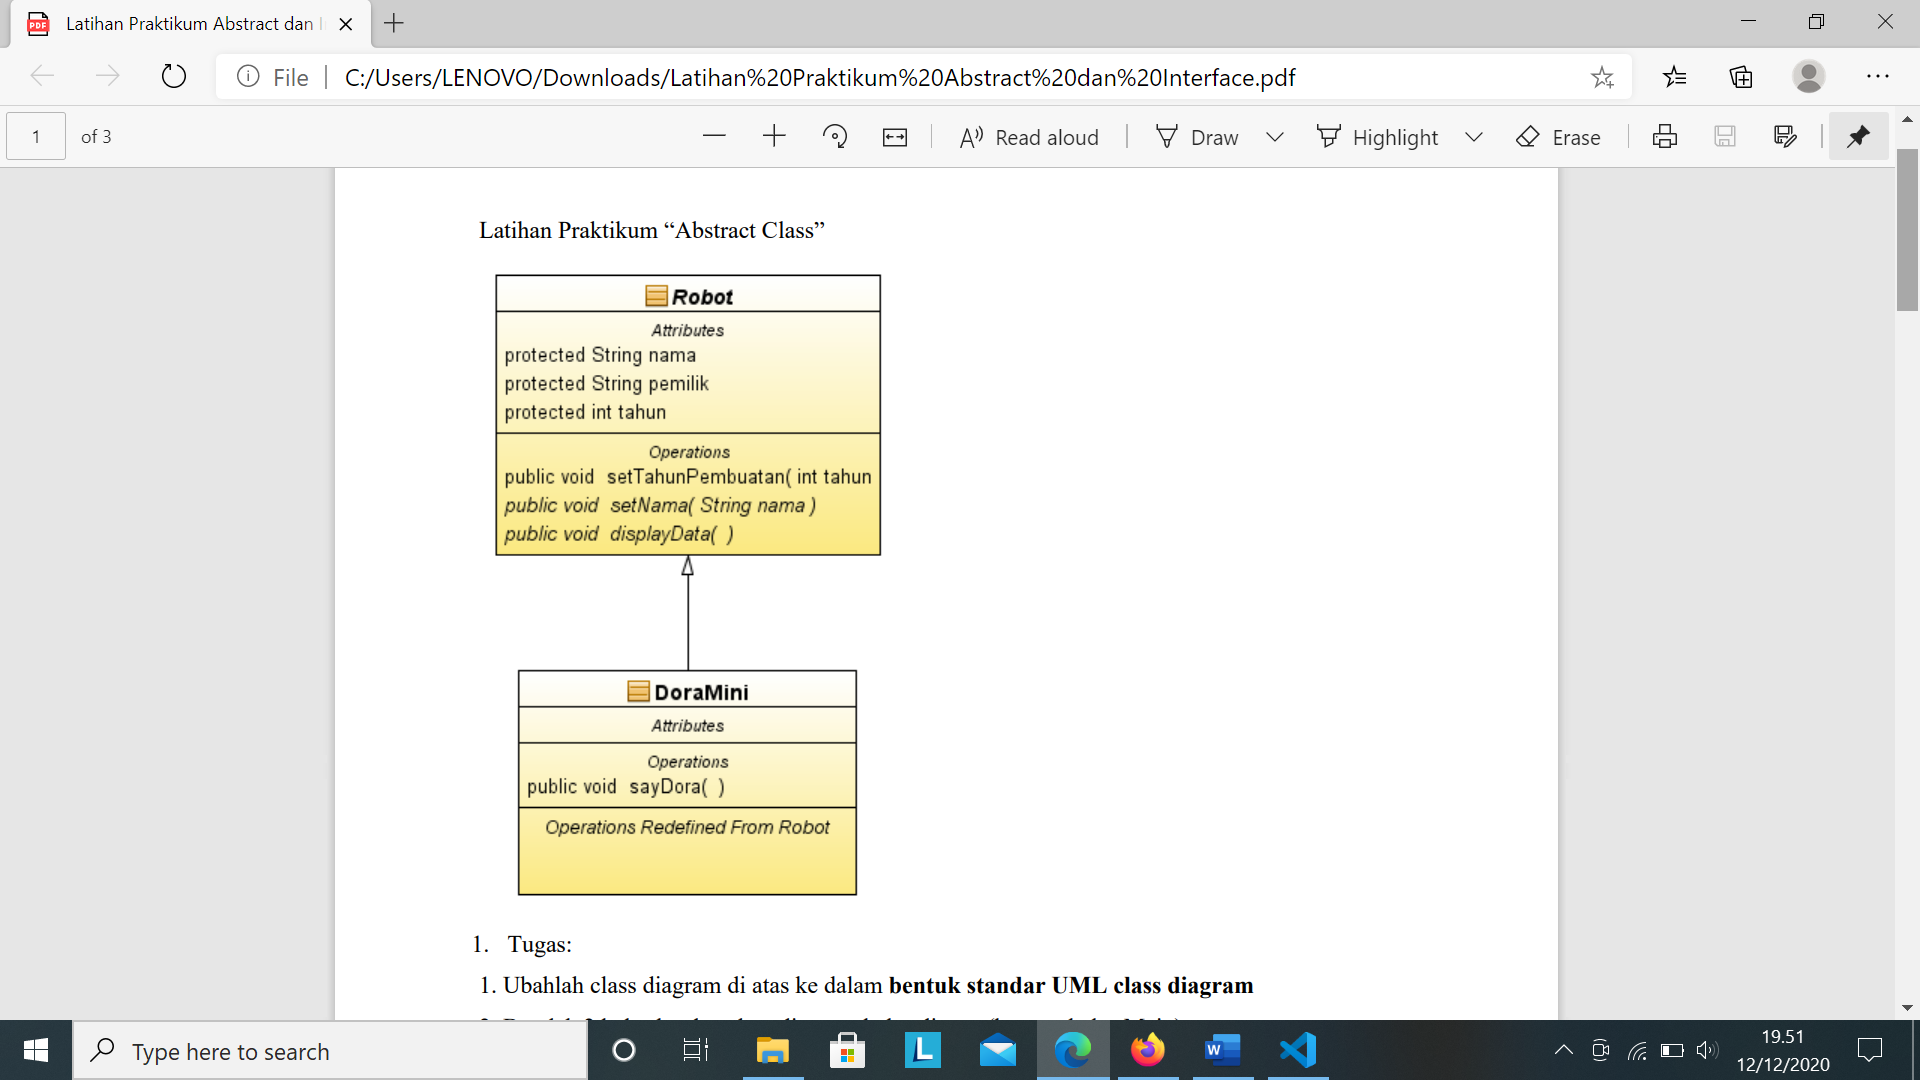 Latihan Praktikum Abstract dan I
File
C:/Users/LENOVO/Downloads/Latihan%20Praktikum%20Abstract%20dan%20Interface.pdf
1 of 3
Read aloud
Draw
Highlight
Erase
Latihan Praktikum “Abstract Class”
Robot
Attributes
protected String nama
protected String pemilik
protected int tahun
Operations
public void setTahunPembuatan( int tahun
public void setNama( String nama )
public void displayData( )
DoraMini
Attributes
Operations
public void sayDora( )
Operations Redefined From Robot
1. Tugas:
1. Ubahlah class diagram di atas ke dalam bentuk standar UML class diagram
Type here to search
19.51
12/12/2020